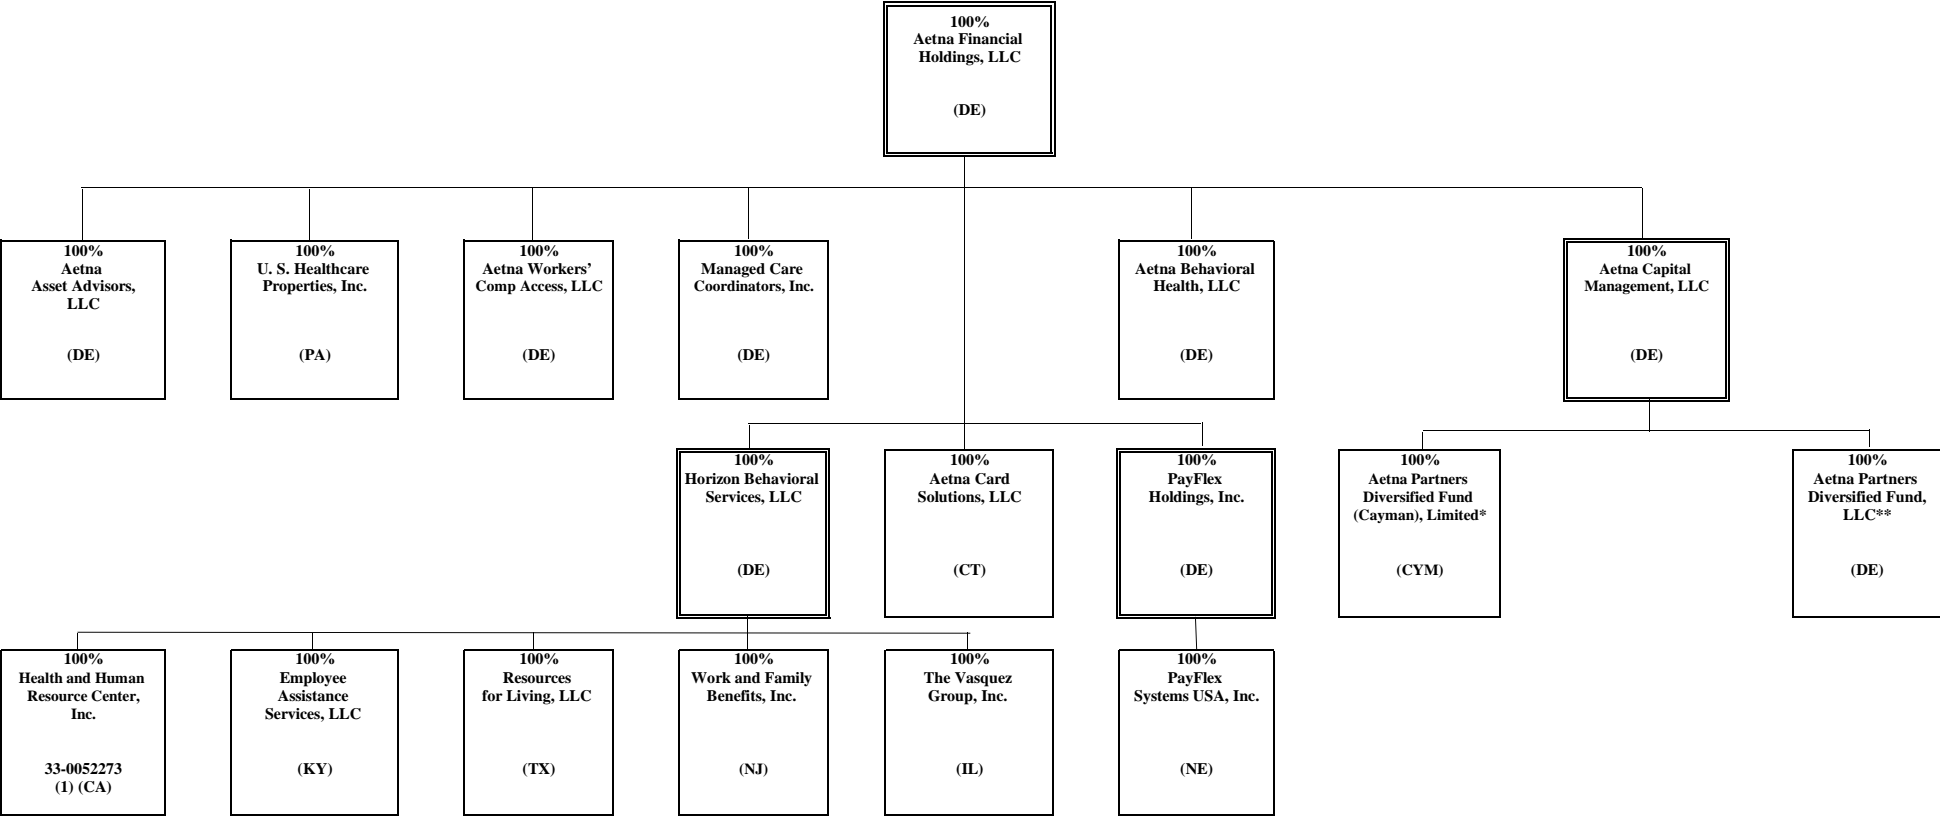 100%
Aetna Financial
Holdings, LLC
(DE)
100%
Aetna
Asset Advisors,
LLC
(DE)
100%
U. S. Healthcare
Properties, Inc.
(PA)
100%
Aetna Workers’
Comp Access, LLC
(DE)
100%
Managed Care
Coordinators, Inc.
(DE)
100%
Aetna Behavioral
Health, LLC
(DE)
100%
Aetna Capital
Management, LLC
(DE)
100%
Horizon Behavioral
Services, LLC
(DE)
100%
Aetna Card
Solutions, LLC
(CT)
100%
PayFlex
Holdings, Inc.
(DE)
100%
Aetna Partners
Diversified Fund
(Cayman), Limited*
(CYM)
100%
Aetna Partners
Diversified Fund,
LLC**
(DE)
100%
Health and Human
Resource Center,
Inc.
33-0052273
(1) (CA)
100%
Employee
Assistance
Services, LLC
(KY)
100%
Resources
for Living, LLC
(TX)
100%
Work and Family
Benefits, Inc.
(NJ)
100%
The Vasquez
Group, Inc.
(IL)
100%
PayFlex
Systems USA, Inc.
(NE)